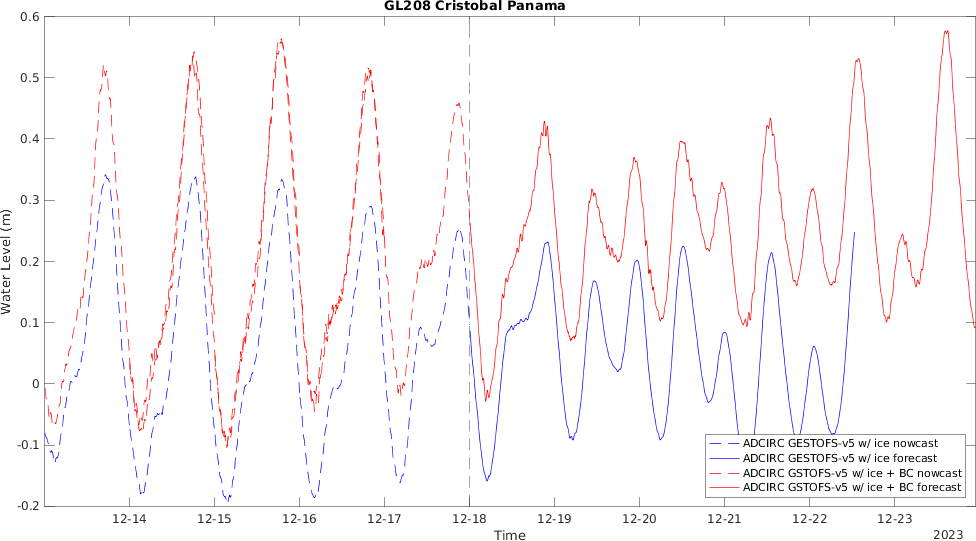 GL208 Cristobal Panama
0.6
0.5
0.4
0.3
0.2
0.1
0
-0.1
-0.2
Water Level (m)
12-14
12-15
12-16
12-17
12-18
12-19
12-20
12-21
12-22
12-23
Time
2023
ADCIRC GESTOFS-v5 w/ ice nowcast
ADCIRC GESTOFS-v5 w/ ice forecast
ADCIRC GSTOFS-v5 w/ ice + BC nowcast
ADCIRC GSTOFS-v5 w/ ice + BC forecast